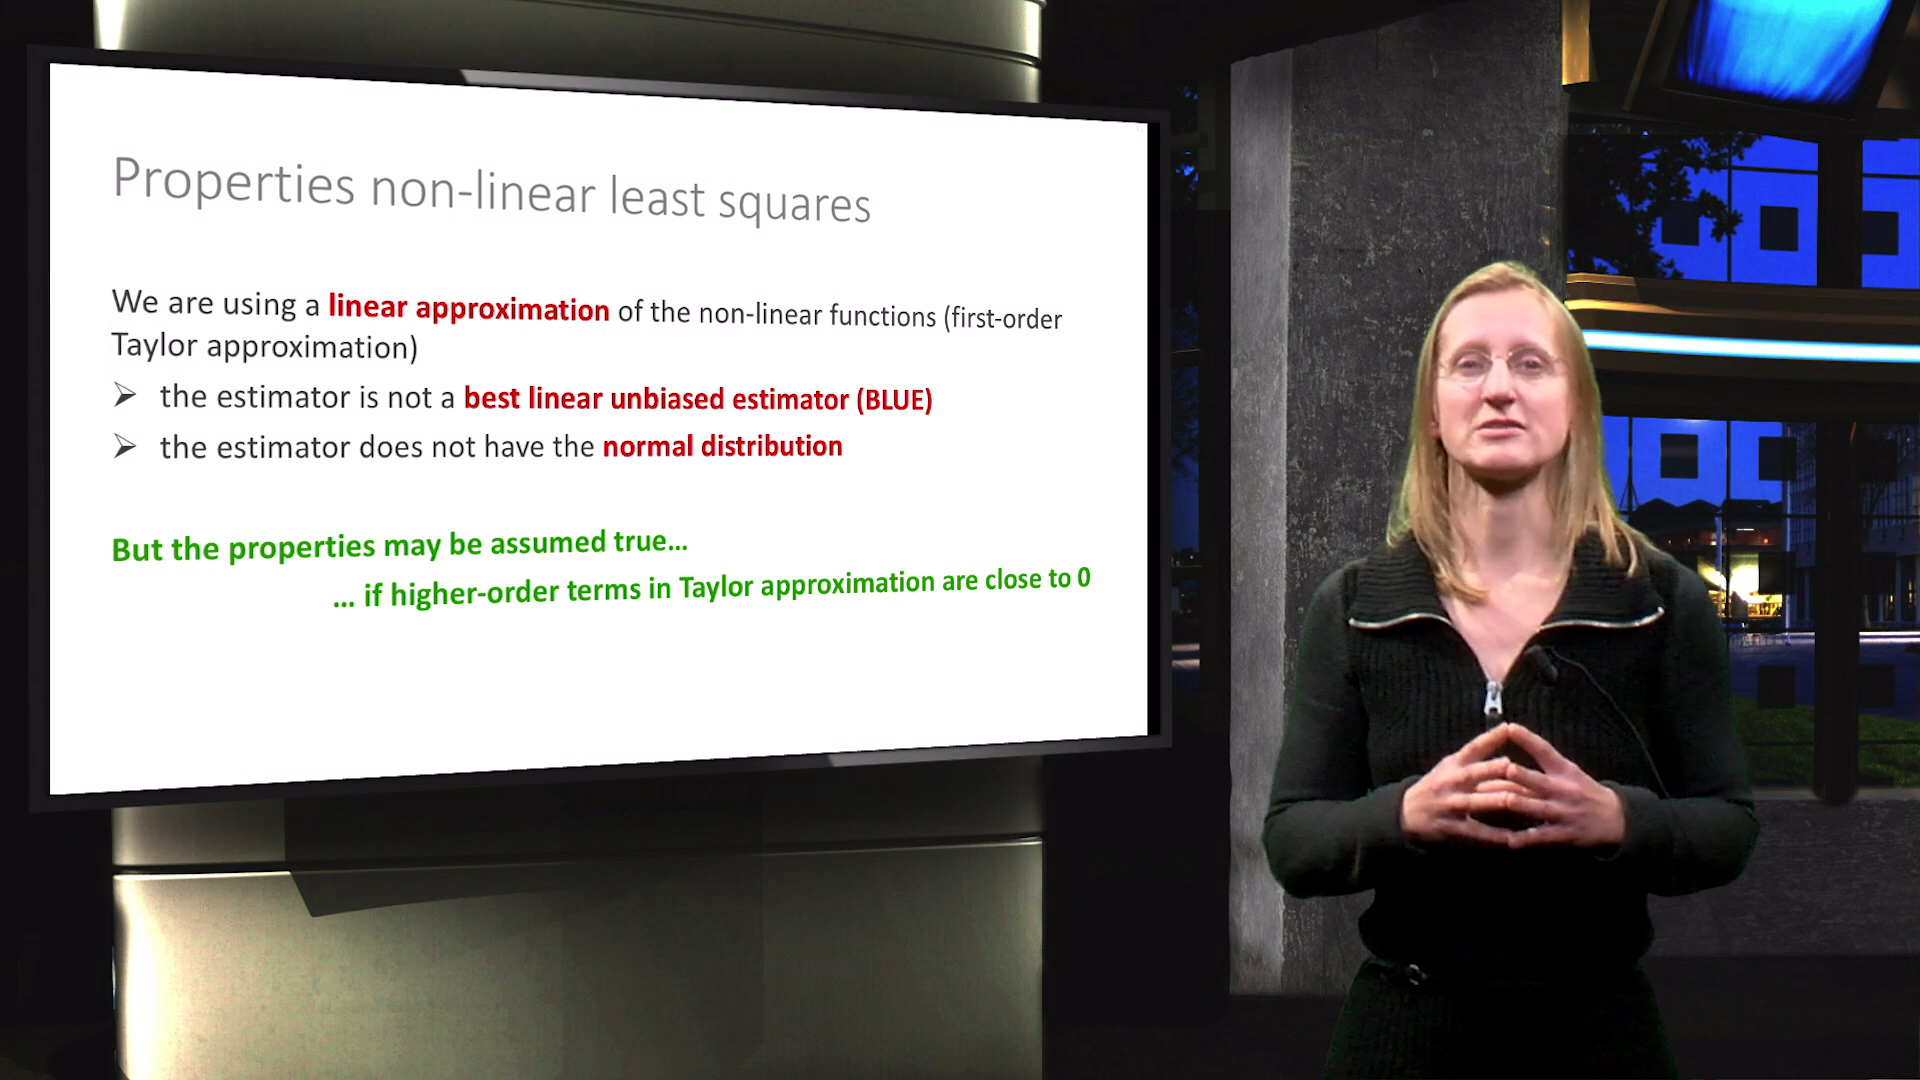 Properties non-linear least squares
We are using a linear approximation of the non-linear functions (first-order
Taylor approximation)
➢ the estimator is not a best linear unbiased estimator (BLUE)
➢ the estimator does not have the normal distribution
But the properties may be assumed true...
... if higher-order terms in Taylor approximation are close to 0